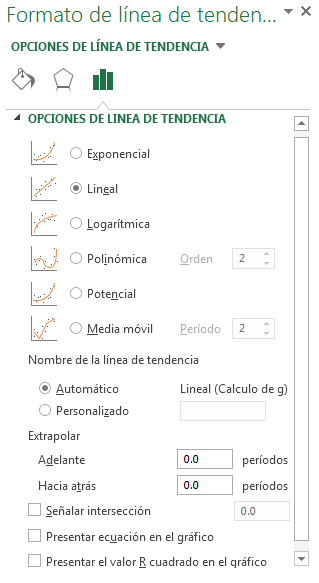 Formato de línea de tenden...
OPCIONES DE LÍNEA DE TENDENCIA
OPCIONES DE LINEA DE TENDENCIA
Exponencial
Lineal
Logarítmica
Polinómica Orden 2
Potencial
Media móvil Período 2
Nombre de la línea de tendencia
Automático Lineal (Calculo de g)
Personalizado
Extrapolar
Adelante 0.0 períodos
Hacia atrás 0.0 períodos
Señalar intersección 0.0
Presentar ecuación en el gráfico
Presentar el valor R cuadrado en el gráfico